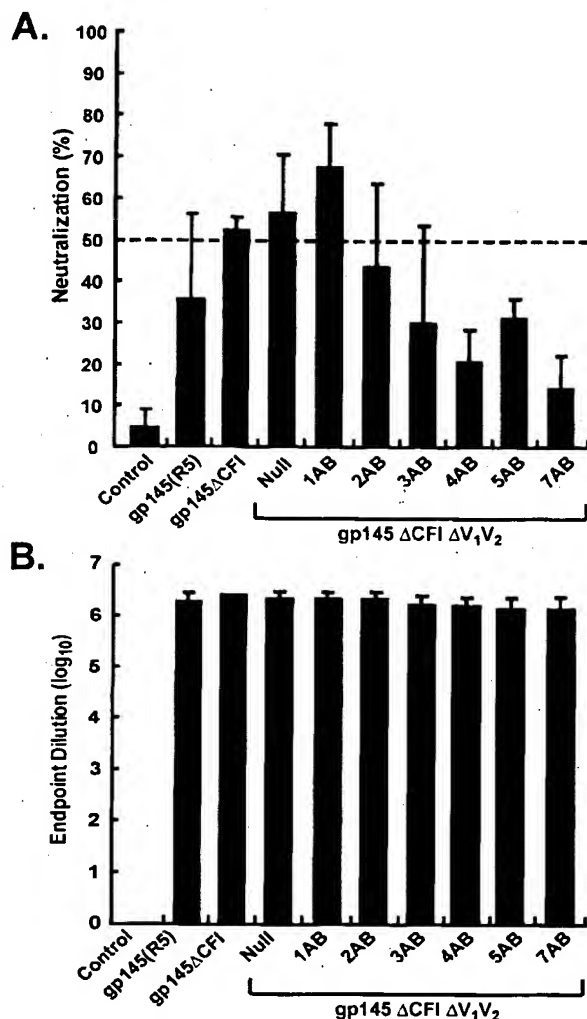 A.
Neutralization (%)
100
90
80
70
60
50
40
30
20
10
0
Control
gp145(R5)
gp145ΔCFI
Null
1AB
2AB
3AB
4AB
5AB
7AB
gp145 ΔCFI ΔV₁V₂
B.
Endpoint Dilution (log₁₀)
7
6
5
4
3
2
1
0
Control
gp145(R5)
gp145ΔCFI
Null
1AB
2AB
3AB
4AB
5AB
7AB
gp145 ΔCFI ΔV₁V₂